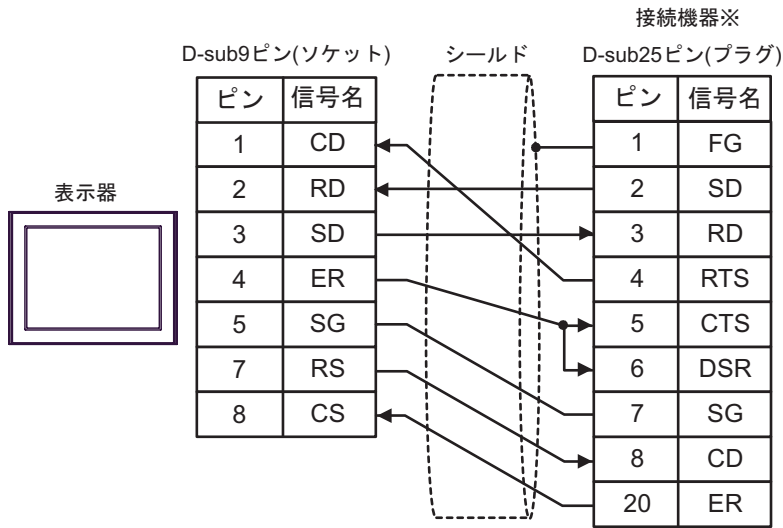 接続機器※
D-sub9ピン(ソケット) シールド D-sub25ピン(プラグ)
表示器
ピン 信号名
1 CD
2 RD
3 SD
4 ER
5 SG
7 RS
8 CS
ピン 信号名
1 FG
2 SD
3 RD
4 RTS
5 CTS
6 DSR
7 SG
8 CD
20 ER